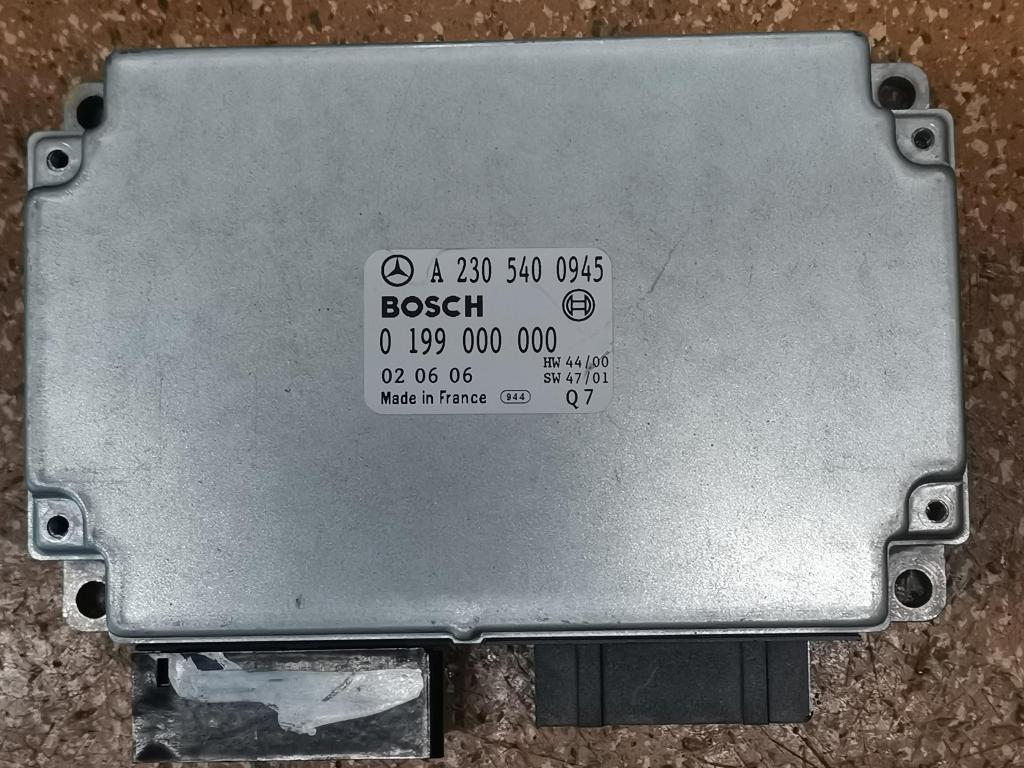 A 230 540 0945
BOSCH
0 199 000 000
HW 44/00
02 06 06 SW 47/01
Made in France 944 Q7